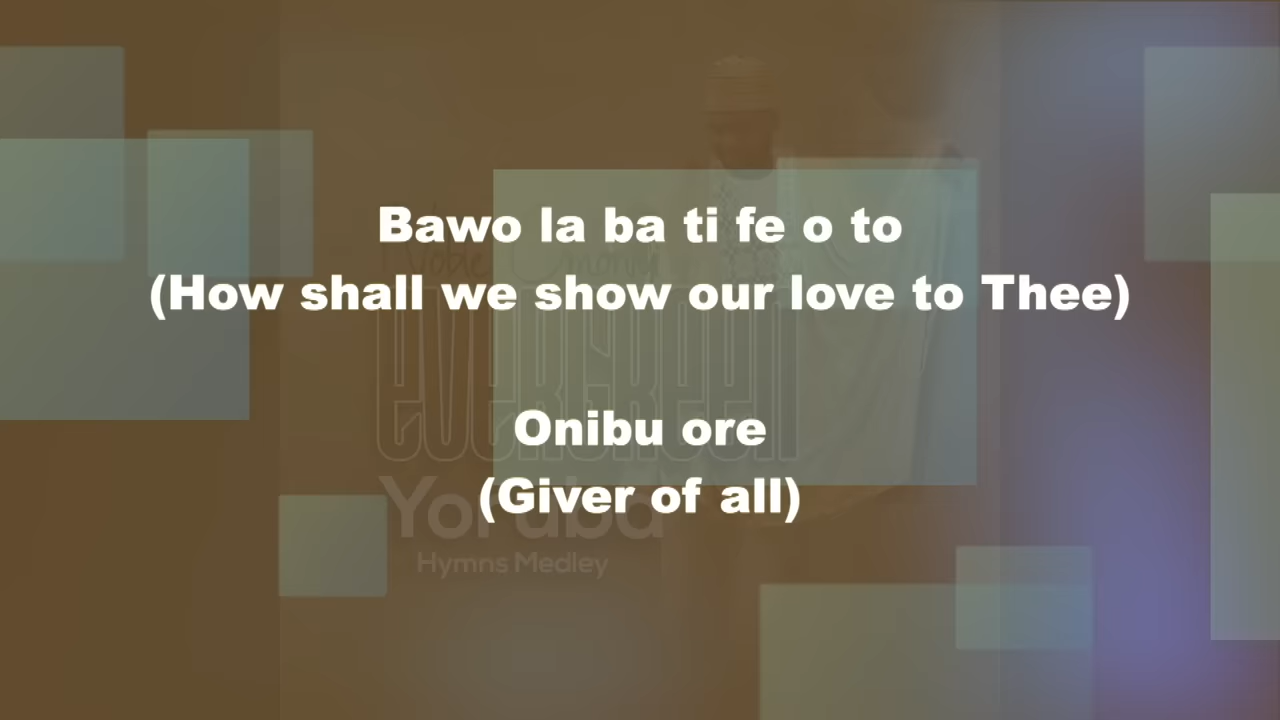 Bawo la ba ti fe o to
(How shall we show our love to Thee)
Noble
EVERGREEN
Onibu ore
(Giver of all)
Yoruba
Hymns Medley